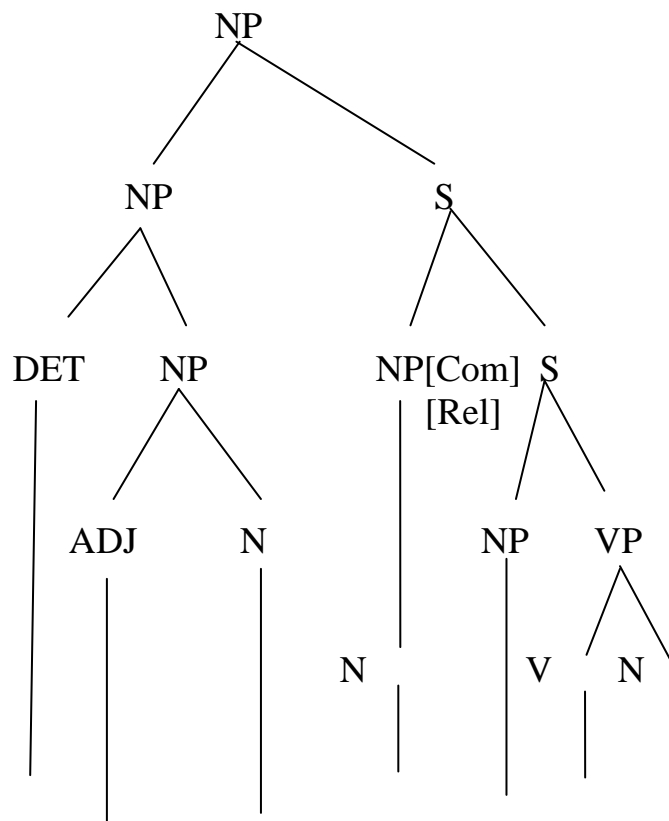 NP
NP S
DET NP NP[Com] S
[Rel]
ADJ N NP VP
N V N